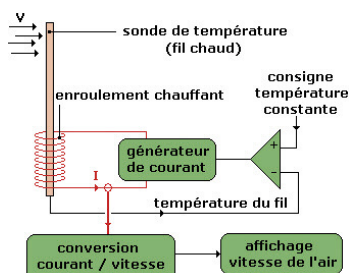 V
sonde de température
(fil chaud)
consigne
température
constante
enroulement chauffant
générateur
de courant
+
-
I
température du fil
conversion
courant / vitesse
affichage
vitesse de l'air